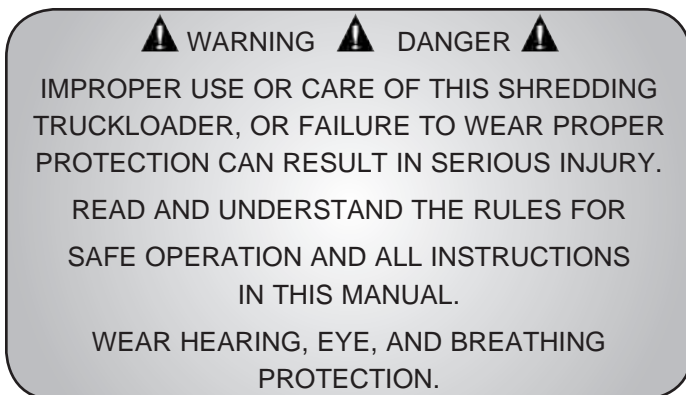 WARNING DANGER
IMPROPER USE OR CARE OF THIS SHREDDING
TRUCKLOADER, OR FAILURE TO WEAR PROPER
PROTECTION CAN RESULT IN SERIOUS INJURY.
READ AND UNDERSTAND THE RULES FOR
SAFE OPERATION AND ALL INSTRUCTIONS
IN THIS MANUAL.
WEAR HEARING, EYE, AND BREATHING
PROTECTION.